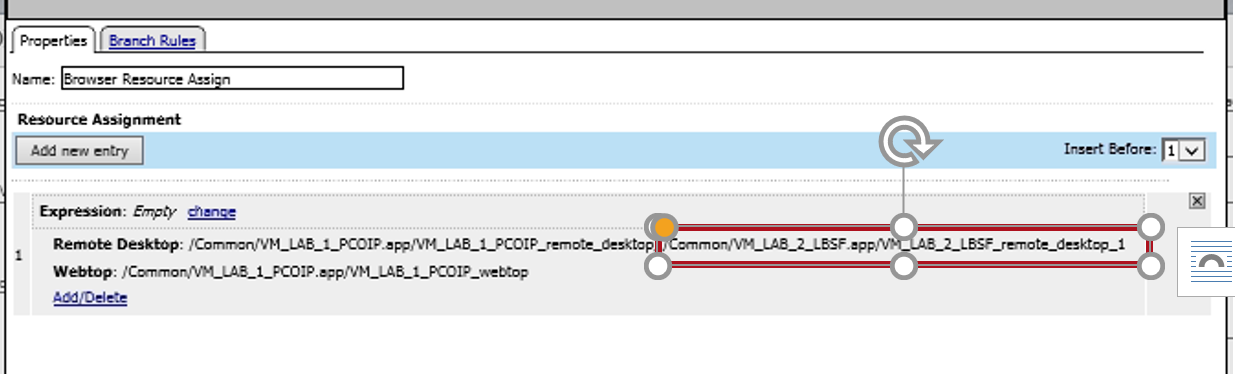 Properties Branch Rules
Name: Browser Resource Assign
Resource Assignment
Add new entry Insert Before: 1
Expression: Empty change
1
Remote Desktop: /Common/VM_LAB_1_PCOIP.app/VM_LAB_1_PCOIP_remote_desktop, /Common/VM_LAB_2_LBSF.app/VM_LAB_2_LBSF_remote_desktop_1
Webtop: /Common/VM_LAB_1_PCOIP.app/VM_LAB_1_PCOIP_webtop
Add/Delete